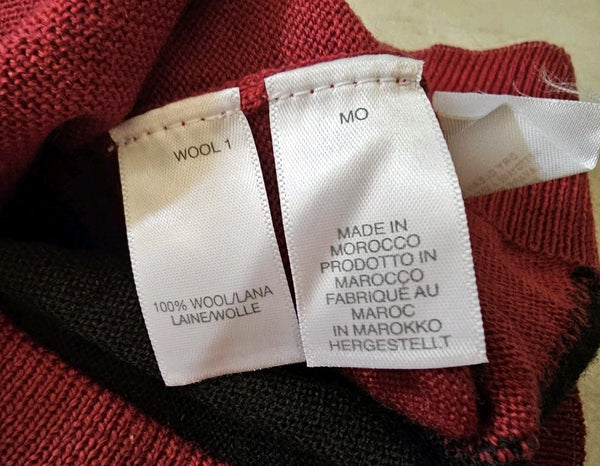 WOOL 1
100% WOOL/LANA
LAINE/WOLLE
MO
MADE IN
MOROCCO
PRODOTTO IN
MAROCCO
FABRIQUÉ AU
MAROC
IN MAROKKO
HERGESTELLT